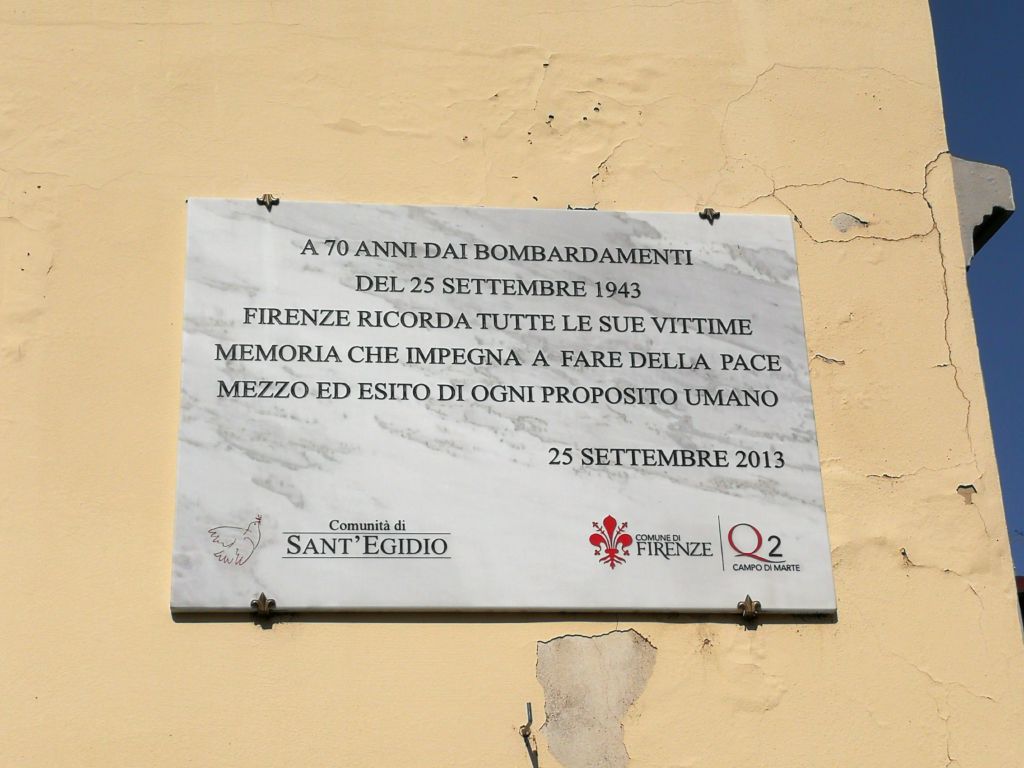 A 70 ANNI DAI BOMBARDAMENTI
DEL 25 SETTEMBRE 1943
FIRENZE RICORDA TUTTE LE SUE VITTIME
MEMORIA CHE IMPEGNA A FARE DELLA PACE
MEZZO ED ESITO DI OGNI PROPOSITO UMANO
25 SETTEMBRE 2013
Comunità di
SANT'EGIDIO
COMUNE DI
FIRENZE
Q2
CAMPO DI MARTE